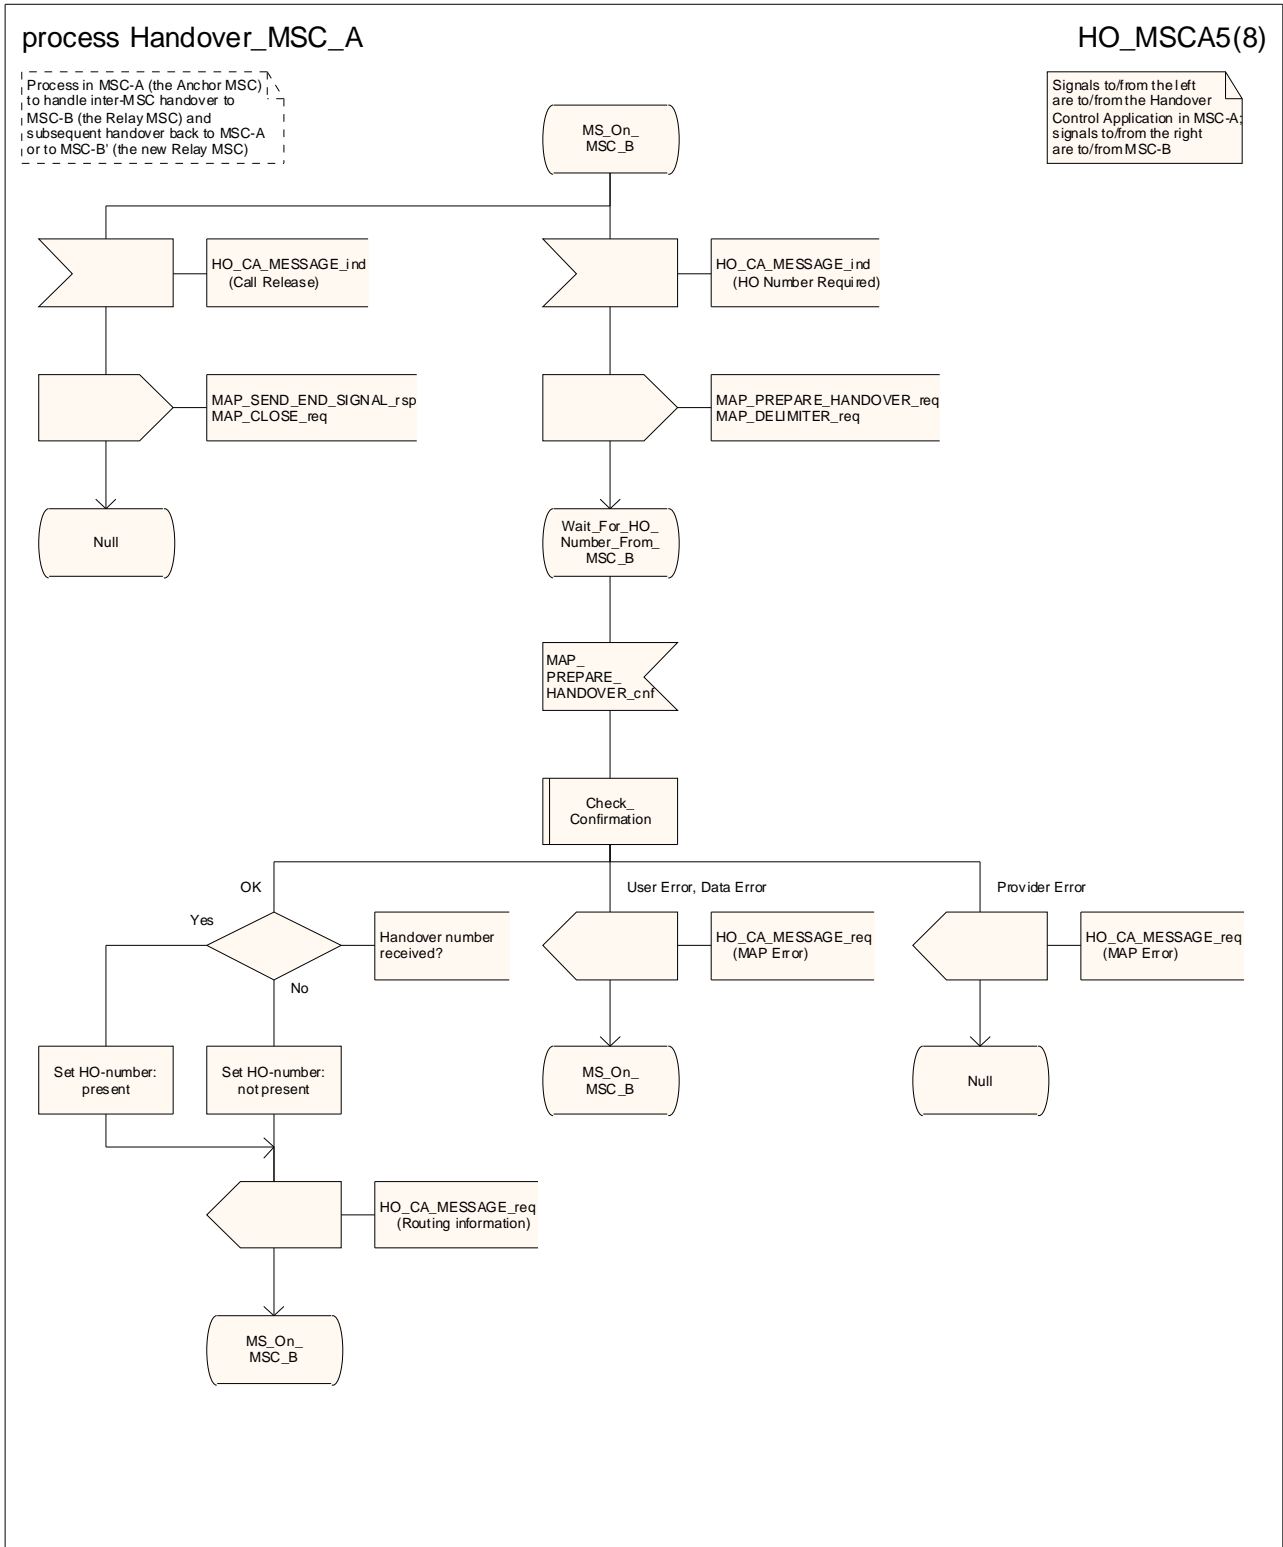 process Handover_MSC_A
HO_MSCA5(8)
Process in MSC-A (the Anchor MSC)
to handle inter-MSC handover to
MSC-B (the Relay MSC) and
subsequent handover back to MSC-A
or to MSC-B' (the new Relay MSC)
Signals to/from the left
are to/from the Handover
Control Application in MSC-A;
signals to/from the right
are to/from MSC-B
MS_On_
MSC_B
HO_CA_MESSAGE_ind
(Call Release)
HO_CA_MESSAGE_ind
(HO Number Required)
MAP_SEND_END_SIGNAL_rsp
MAP_CLOSE_req
MAP_PREPARE_HANDOVER_req
MAP_DELIMITER_req
Null
Wait_For_HO_
Number_From_
MSC_B
MAP_
PREPARE_
HANDOVER_cnf
Check_
Confirmation
OK
User Error, Data Error
Provider Error
Yes
Handover number
received?
No
HO_CA_MESSAGE_req
(MAP Error)
HO_CA_MESSAGE_req
(MAP Error)
Set HO-number:
present
Set HO-number:
not present
MS_On_
MSC_B
Null
HO_CA_MESSAGE_req
(Routing information)
MS_On_
MSC_B